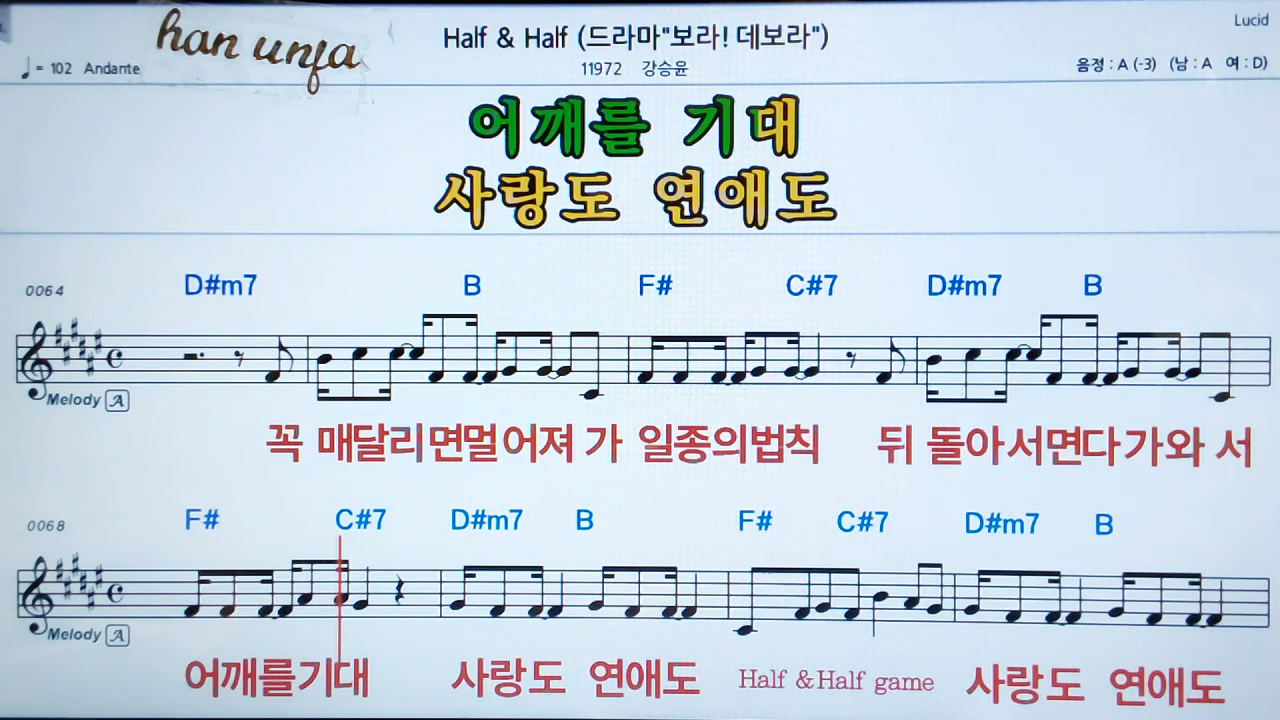 han unja
Half & Half (드라마"보라! 데보라")
Lucid
♩= 102 Andante
11972 강승윤
음정 : A (-3) (남 : A 여 : D)
어깨를 기대
사랑도 연애도
0064 D#m7 B F# C#7 D#m7 B
Melody A
꼭 매달리면멀어져 가 일종의법칙 뒤 돌아서면다가와 서
0068 F# C#7 D#m7 B F# C#7 D#m7 B
Melody A
어깨를기대 사랑도 연애도 Half & Half game 사랑도 연애도